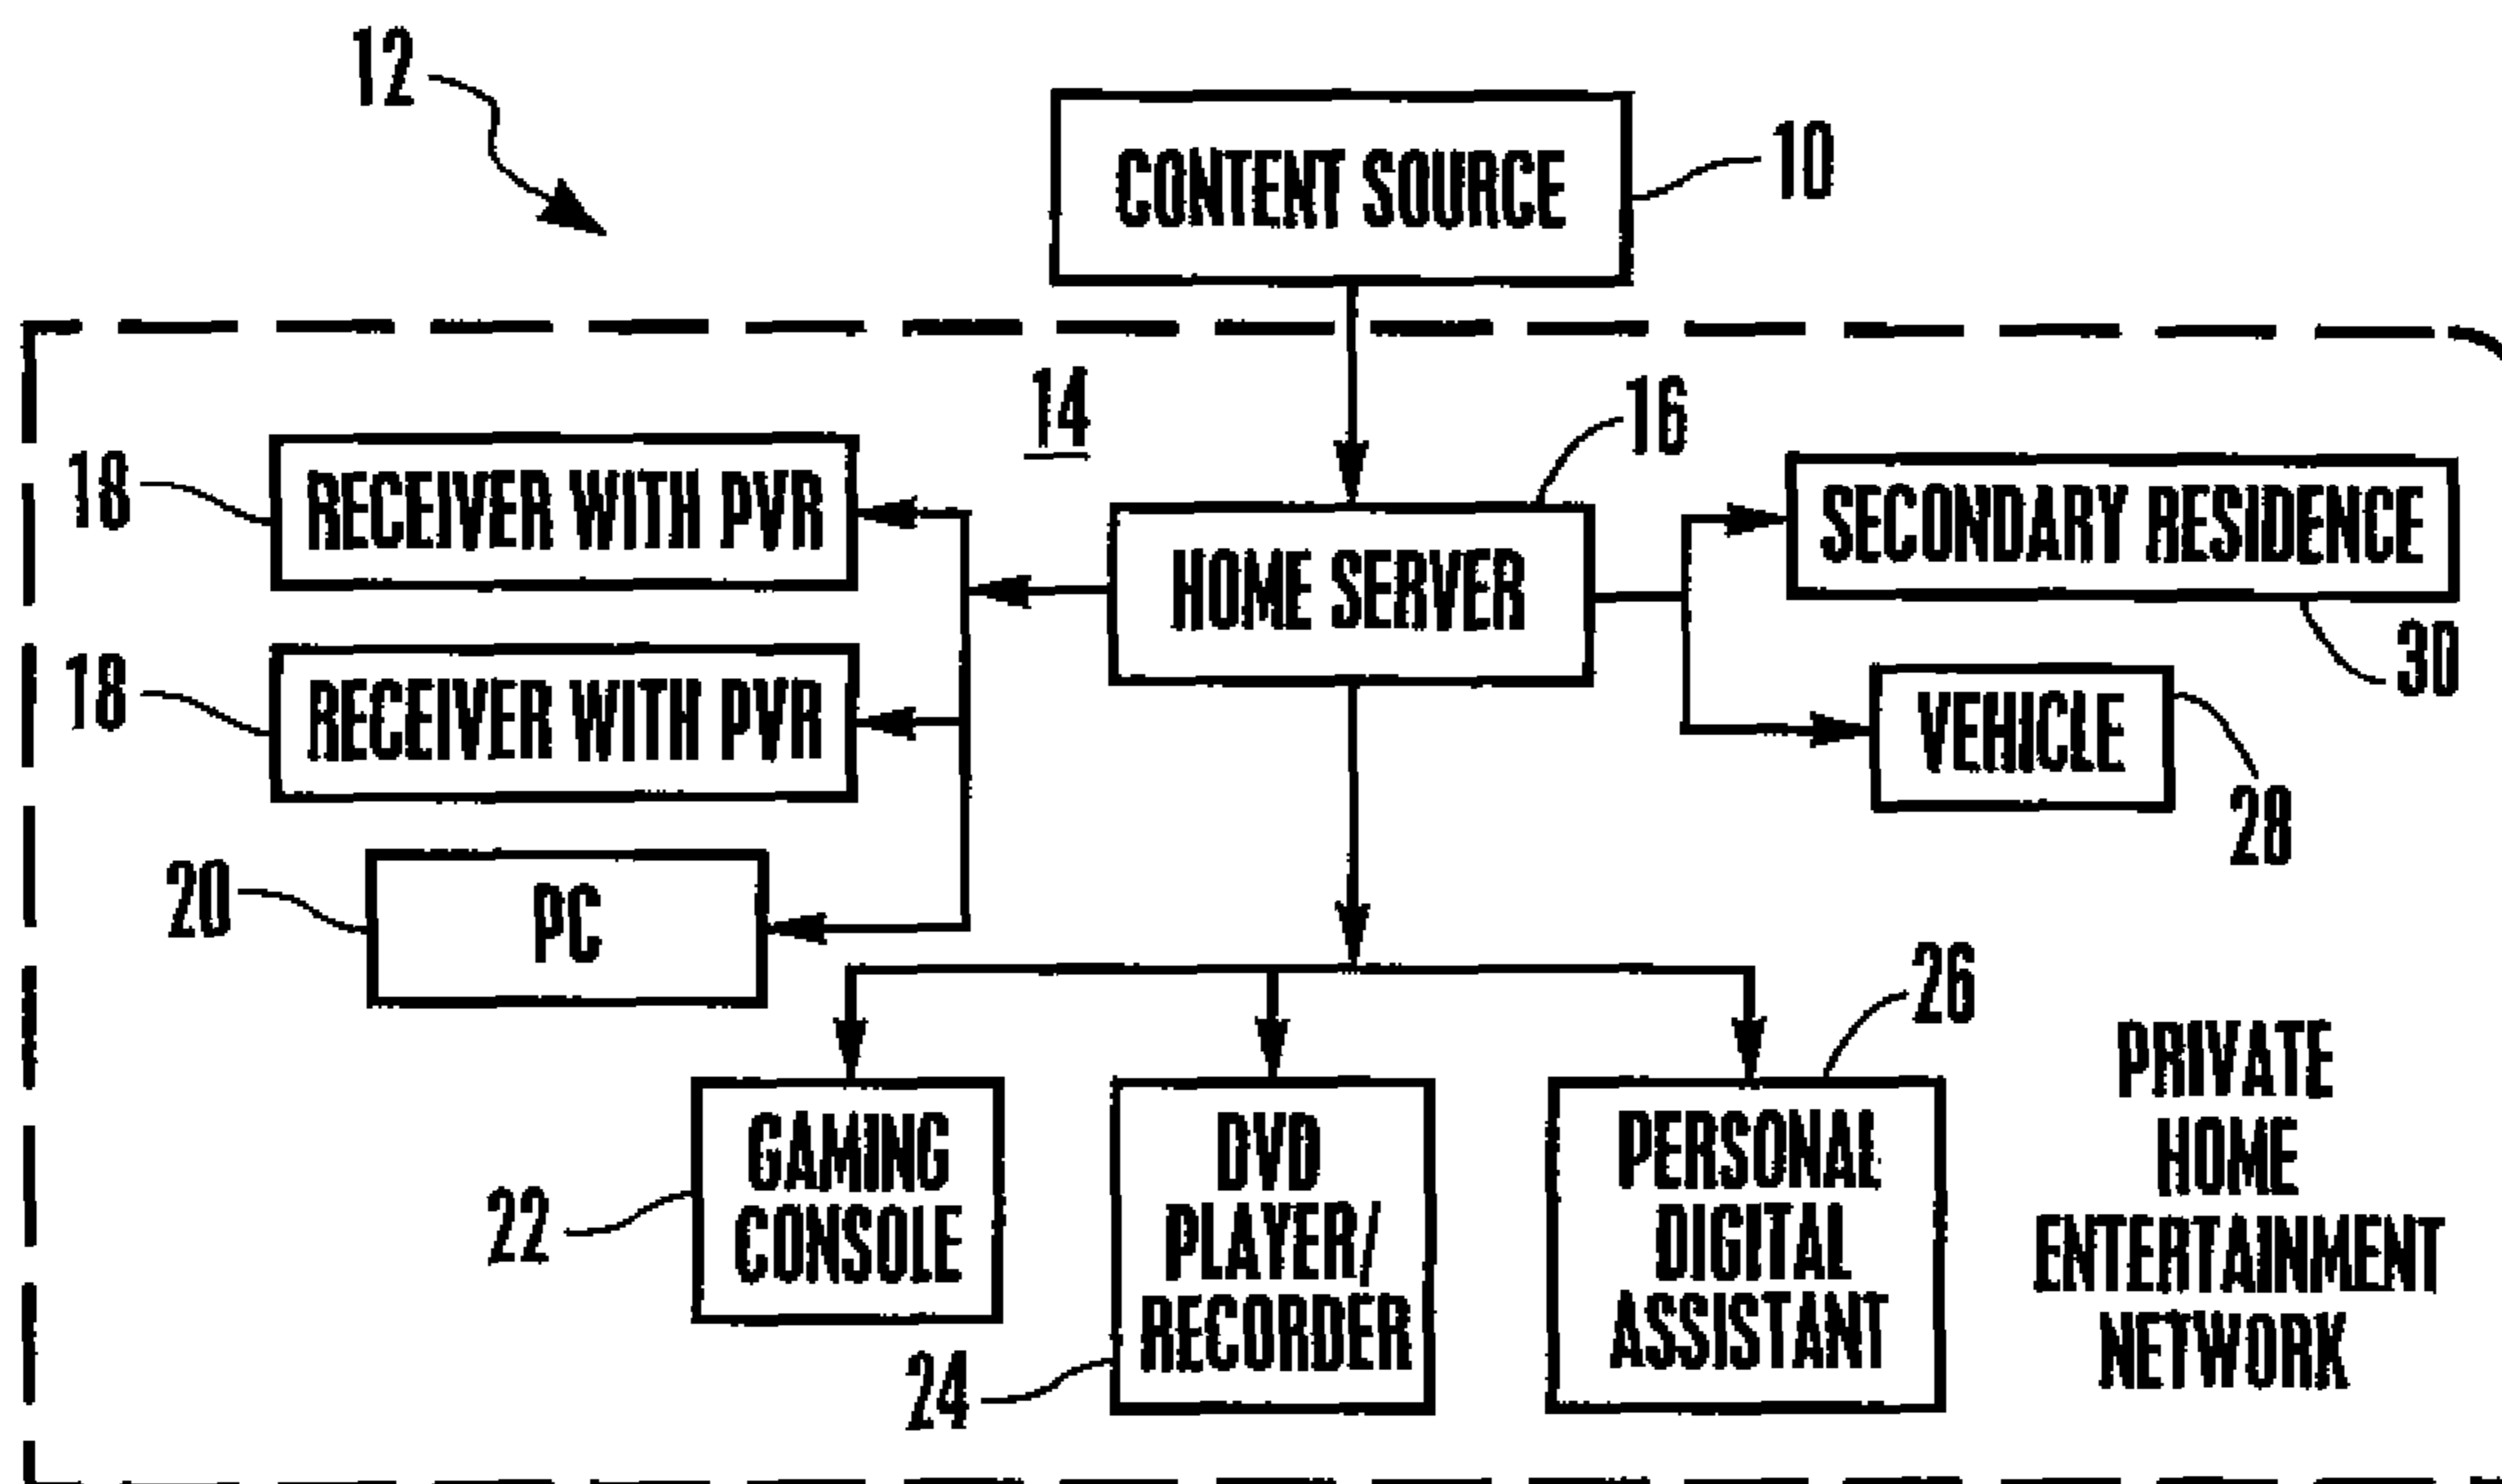 12
CONTENT SOURCE
10
14
16
18
RECEIVER WITH PVR
HOME SERVER
SECONDARY RESIDENCE
30
18
RECEIVER WITH PVR
VEHICLE
28
20
PC
26
GAMING
CONSOLE
22
DVD
PLAYER/
RECORDER
24
PERSONAL
DIGITAL
ASSISTANT
PRIVATE
HOME
ENTERTAINMENT
NETWORK